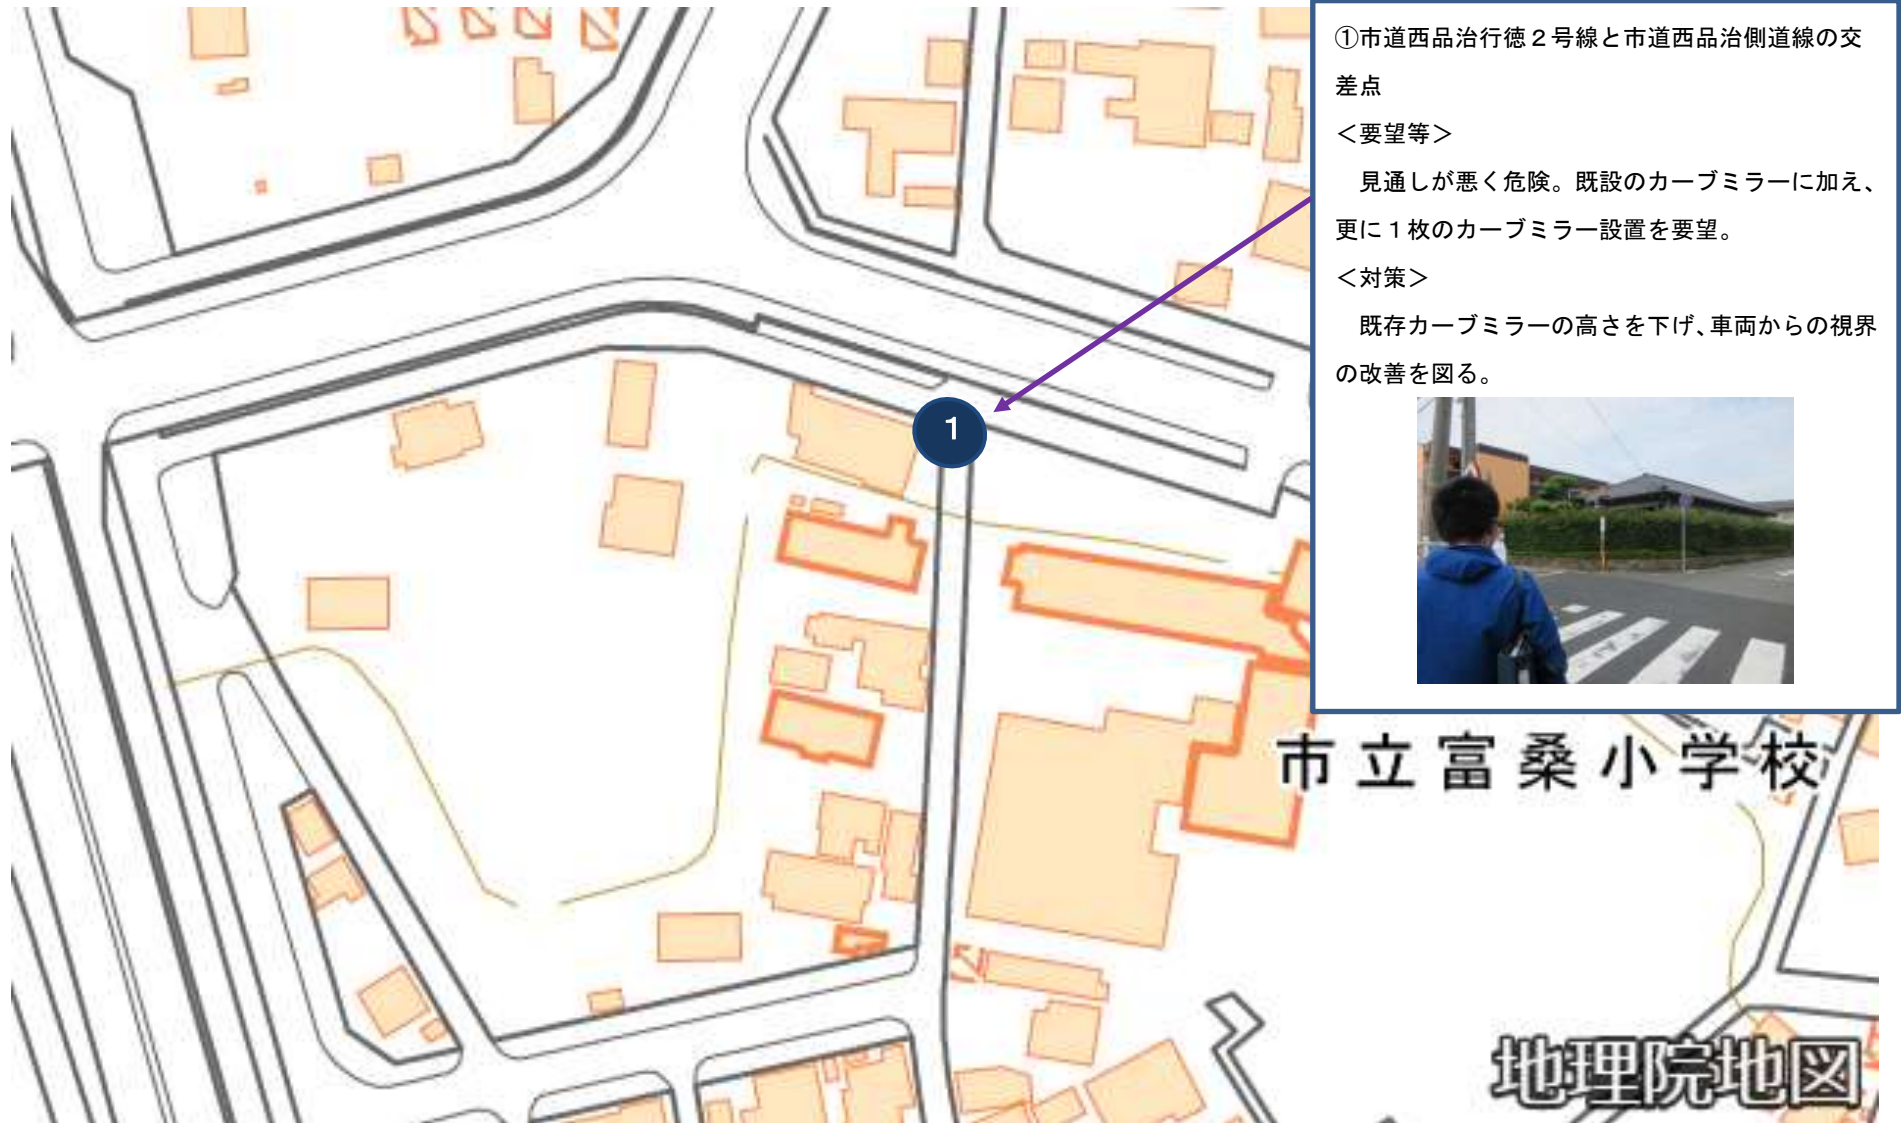 ①市道西品治行徳２号線と市道西品治側道線の交
差点
＜要望等＞
　見通しが悪く危険。既設のカーブミラーに加え、
更に１枚のカーブミラー設置を要望。
＜対策＞
　既存カーブミラーの高さを下げ、車両からの視界
の改善を図る。
1
市立富桑小学校
地理院地図